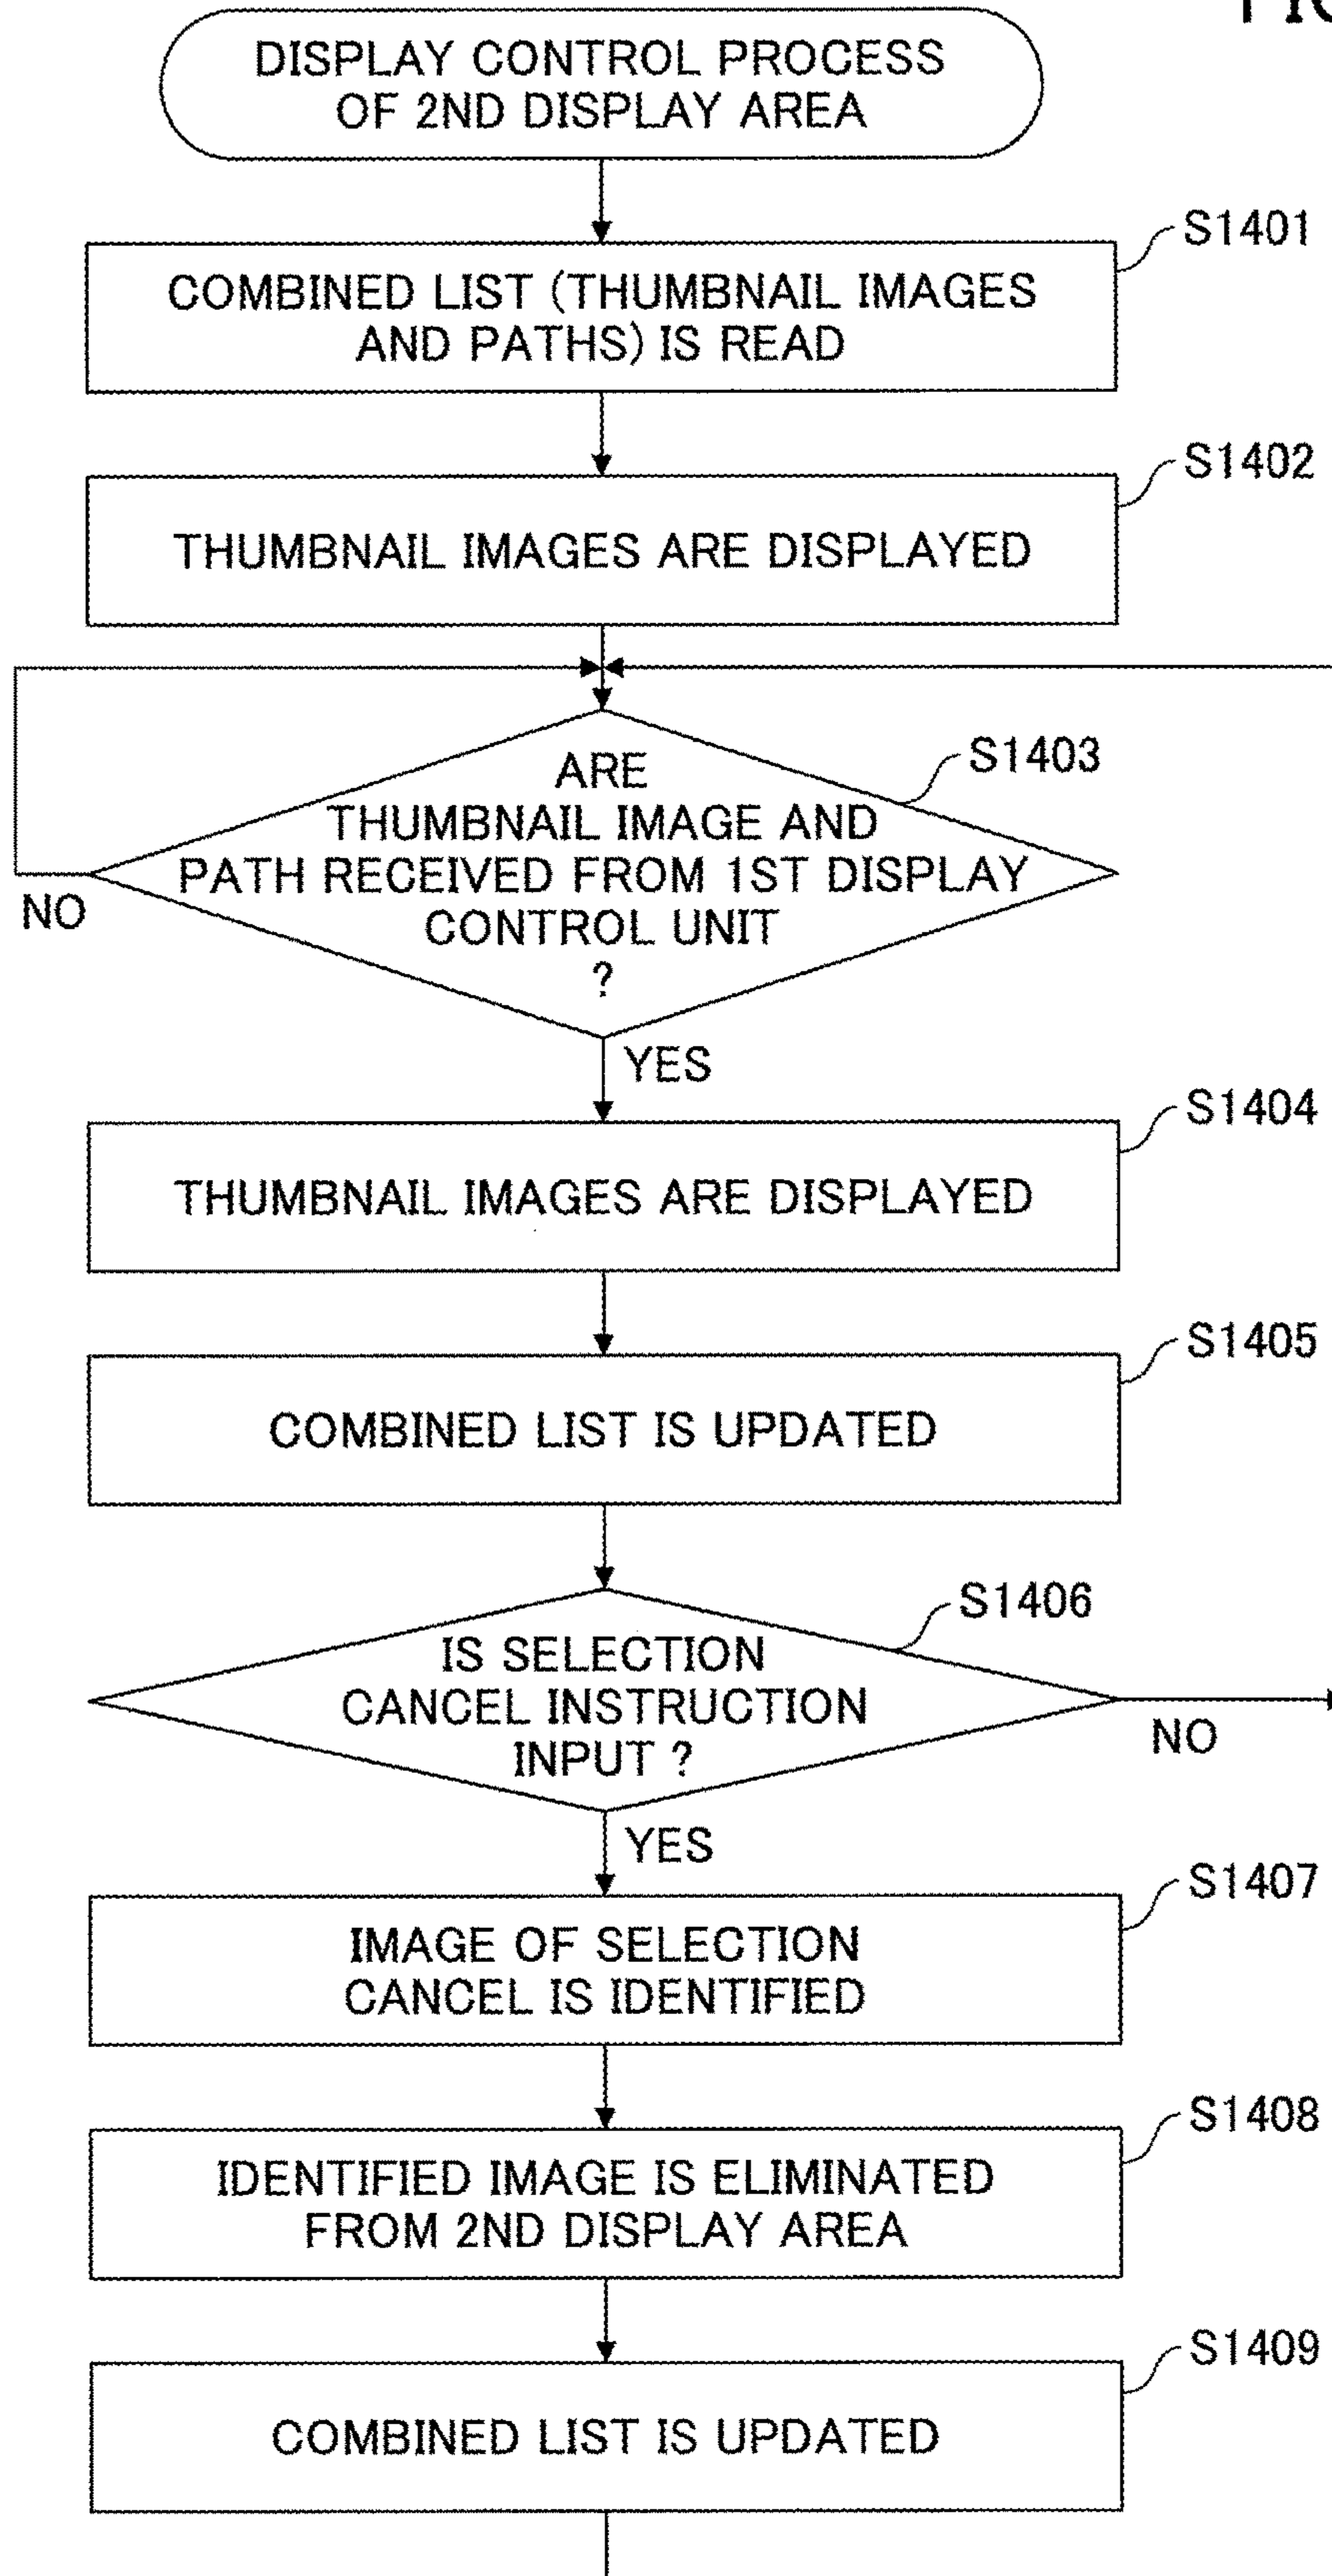 DISPLAY CONTROL PROCESS
OF 2ND DISPLAY AREA
S1401
COMBINED LIST (THUMBNAIL IMAGES
AND PATHS) IS READ
S1402
THUMBNAIL IMAGES ARE DISPLAYED
S1403
ARE
THUMBNAIL IMAGE AND
PATH RECEIVED FROM 1ST DISPLAY
CONTROL UNIT
?
NO
YES
S1404
THUMBNAIL IMAGES ARE DISPLAYED
S1405
COMBINED LIST IS UPDATED
S1406
IS SELECTION
CANCEL INSTRUCTION
INPUT ?
NO
YES
S1407
IMAGE OF SELECTION
CANCEL IS IDENTIFIED
S1408
IDENTIFIED IMAGE IS ELIMINATED
FROM 2ND DISPLAY AREA
S1409
COMBINED LIST IS UPDATED